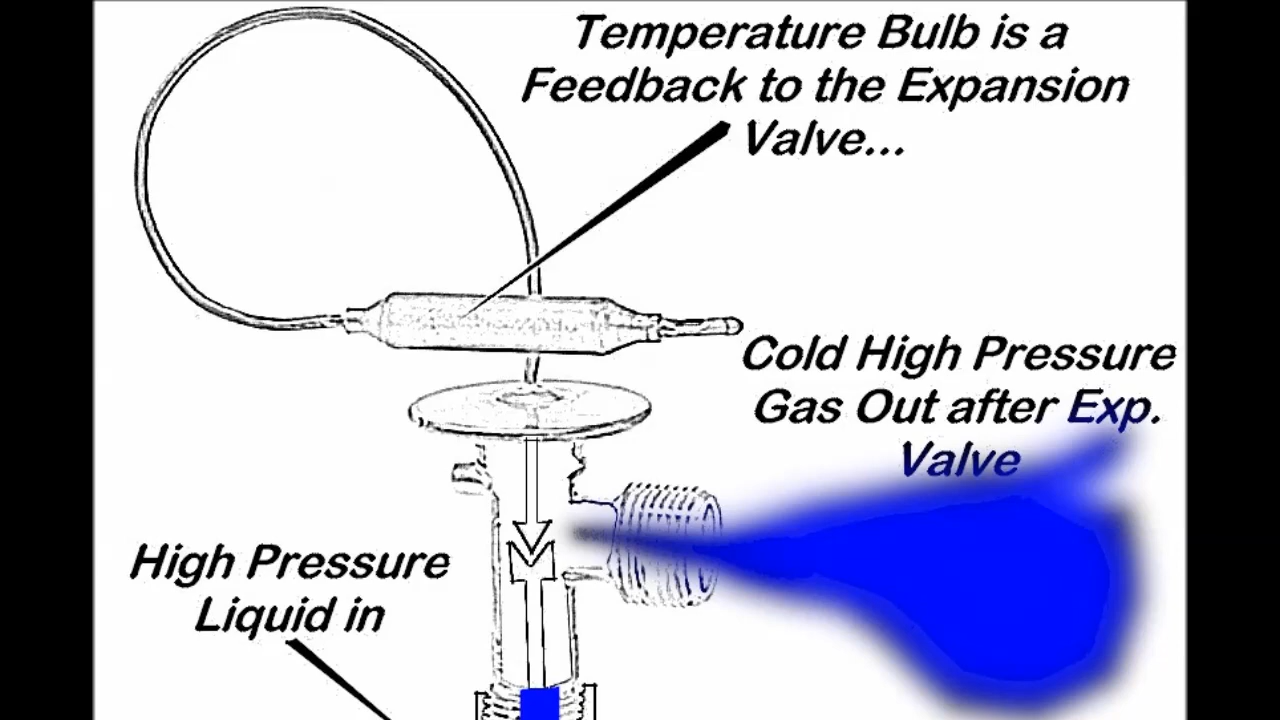 Temperature Bulb is a
Feedback to the Expansion
Valve...
Cold High Pressure
Gas Out after Exp.
Valve
High Pressure
Liquid in